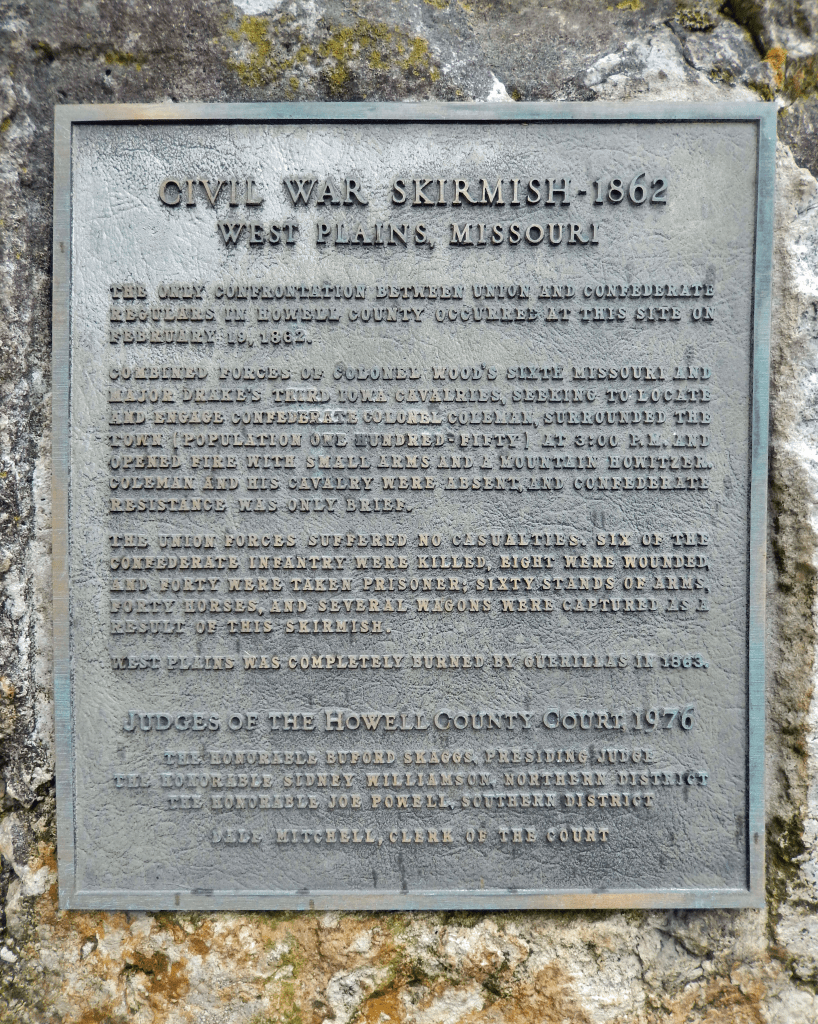 CIVIL WAR SKIRMISH-1862
WEST PLAINS, MISSOURI
THE ONLY CONFRONTATION BETWEEN UNION AND CONFEDERATE
REGULARS IN HOWELL COUNTY OCCURRED AT THIS SITE ON
FEBRUARY 19, 1862.
COMBINED FORCES OF COLONEL WOOD'S SIXTH MISSOURI AND
MAJOR DRAKE'S THIRD IOWA CAVALRIES, SEEKING TO LOCATE
AND ENGAGE CONFEDERATE COLONEL COLEMAN, SURROUNDED THE
TOWN [POPULATION ONE HUNDRED-FIFTY] AT 3:00 P.M. AND
OPENED FIRE WITH SMALL ARMS AND A MOUNTAIN HOWITZER.
COLEMAN AND HIS CAVALRY WERE ABSENT, AND CONFEDERATE
RESISTANCE WAS ONLY BRIEF.
THE UNION FORCES SUFFERED NO CASUALTIES. SIX OF THE
CONFEDERATE INFANTRY WERE KILLED, EIGHT WERE WOUNDED,
AND FORTY WERE TAKEN PRISONER; SIXTY STANDS OF ARMS,
FORTY HORSES, AND SEVERAL WAGONS WERE CAPTURED AS A
RESULT OF THIS SKIRMISH.
WEST PLAINS WAS COMPLETELY BURNED BY GUERILLAS IN 1863.
JUDGES OF THE HOWELL COUNTY COURT, 1976
THE HONORABLE BUFORD SKAGGS, PRESIDING JUDGE
THE HONORABLE SIDNEY WILLIAMSON, NORTHERN DISTRICT
THE HONORABLE JOE POWELL, SOUTHERN DISTRICT
DALE MITCHELL, CLERK OF THE COURT